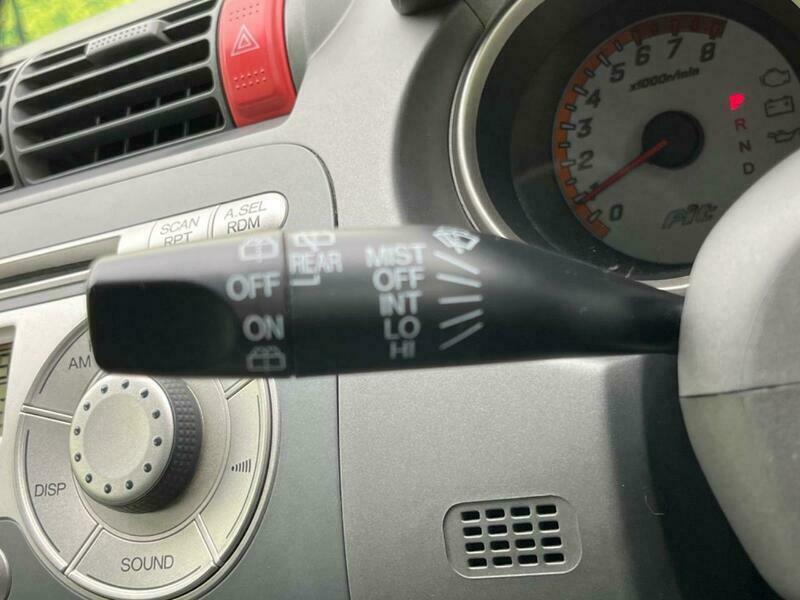 SCAN
RPT
A.SEL
RDM
OFF
ON
REAR
MIST
OFF
INT
LO
HI
AM
DISP
SOUND
0
2
3
4
5
6
7
8
x1000r/min
P
R
N
D
Fit